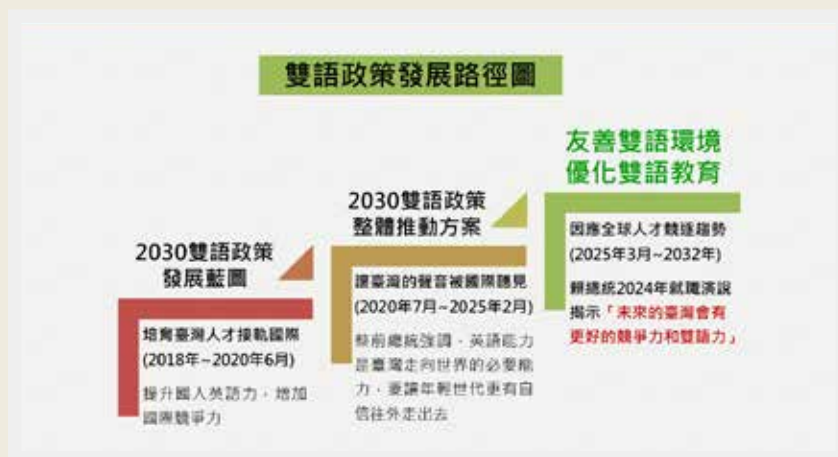 雙語政策發展路徑圖
2030雙語政策
發展藍圖
培育臺灣人才接軌國際
(2018年~2020年6月)
提升國人英語力，增加
國際競爭力
2030雙語政策
整體推動方案
讓臺灣的聲音被國際聽見
(2020年7月~2025年2月)
蔡前總統強調，英語能力
是臺灣走向世界的必要能
力，要讓年輕世代更有自
信往外走出去
友善雙語環境
優化雙語教育
因應全球人才競逐趨勢
(2025年3月~2032年)
賴總統2024年就職演說
揭示「未來的臺灣會有
更好的競爭力和雙語力」